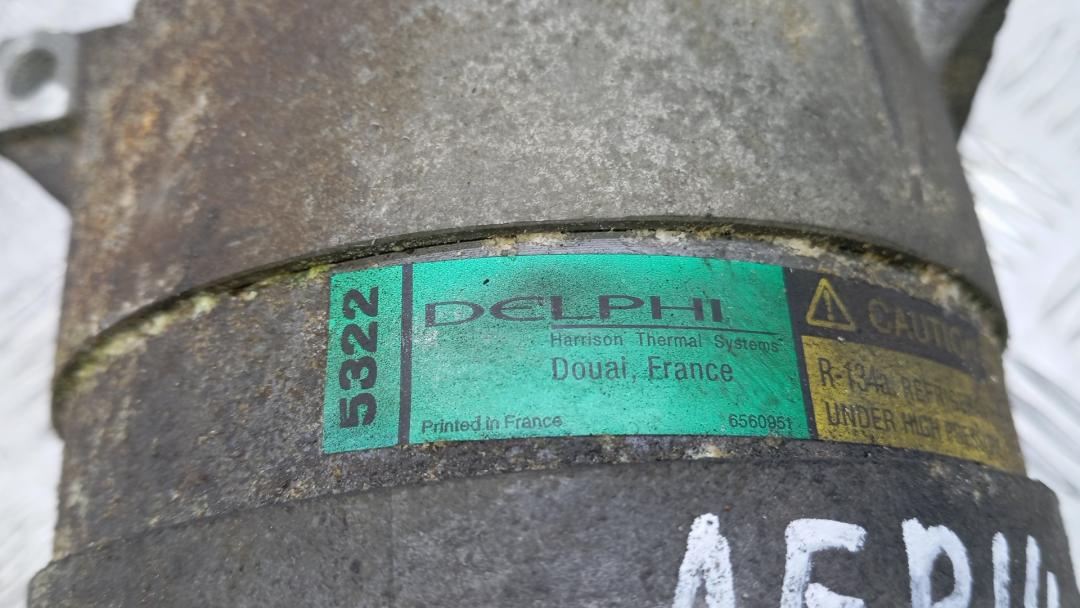 5322
DELPHI
Harrison Thermal Systems
Douai, France
Printed in France
6560951
CAUTION
R-134a
UNDER HIGH